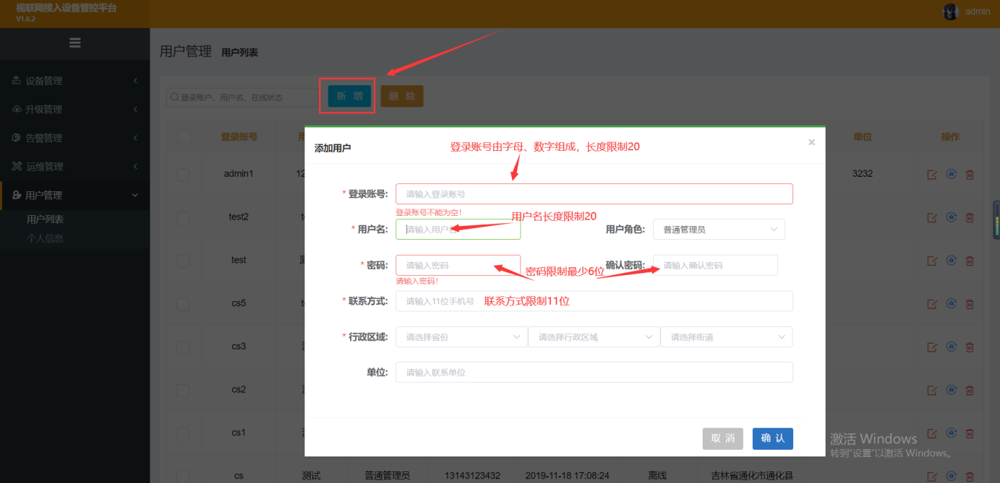 视联网接入设备管控平台
V1.6.2
admin
用户管理 用户列表
设备管理
升级管理
告警管理
运维管理
用户管理
用户列表
个人信息
登录账户、用户名、在线状态
新 增
删 除
登录账号
单位
操作
admin1
3232
test2
test
cs5
cs3
cs2
cs1
cs 测试 普通管理员 13143123432 2019-11-18 17:08:24 离线 吉林省通化市通化县
添加用户
×
登录账号由字母、数字组成，长度限制20
* 登录账号: 请输入登录账号
登录账号不能为空!
用户名长度限制20
* 用户名: 请输入用户名
用户角色: 普通管理员
* 密码: 请输入密码
密码限制最少6位
确认密码: 请输入确认密码
请输入密码!
* 联系方式: 请输入11位手机号
联系方式限制11位
* 行政区域: 请选择省份 请选择行政区域 请选择街道
单位: 请输入联系单位
取 消
确 认
激活 Windows
转到"设置"以激活 Windows。